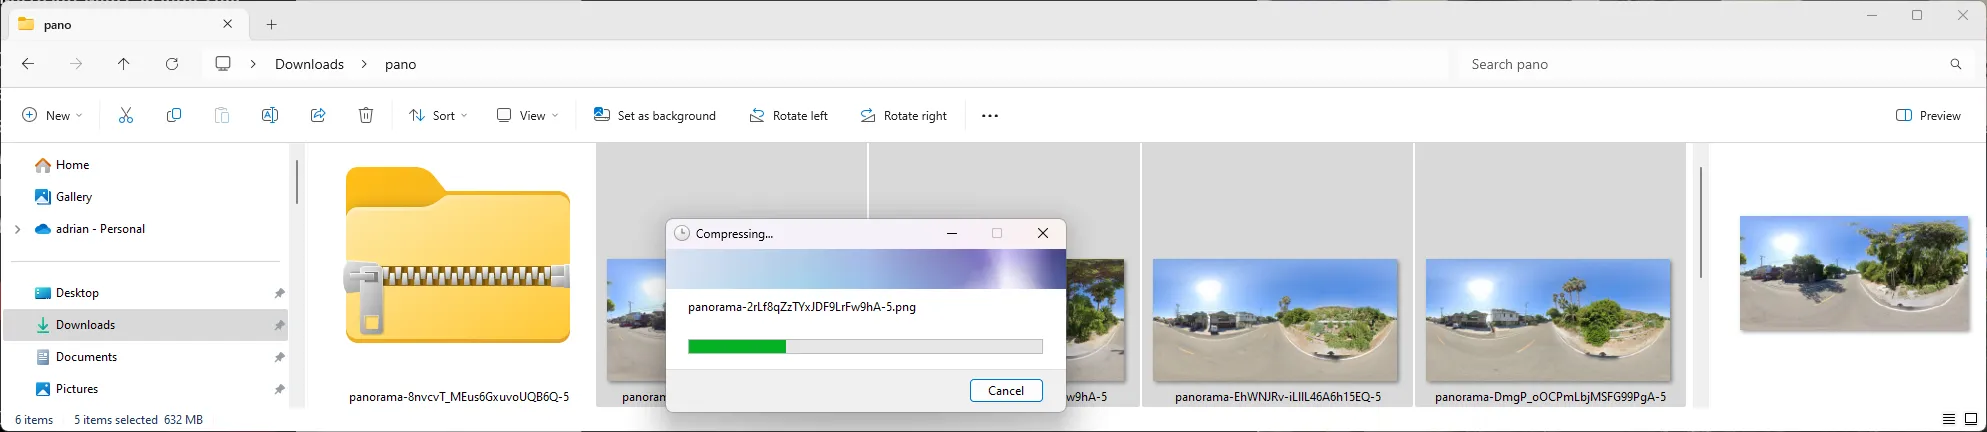 pano
Downloads
pano
Search pano
New
Sort
View
Set as background
Rotate left
Rotate right
Preview
Home
Gallery
adrian - Personal
Desktop
Downloads
Documents
Pictures
panorama-8nvcvT_MEus6GxuvoUQB6Q-5
Compressing...
panorama-2rLf8qZzTYxJDF9LrFw9hA-5.png
Cancel
w9hA-5
panorama-EhWNJRv-iLlIL46A6h15EQ-5
panorama-DmgP_oOCPmLbjMSFG99PgA-5
6 items
5 items selected 632 MB